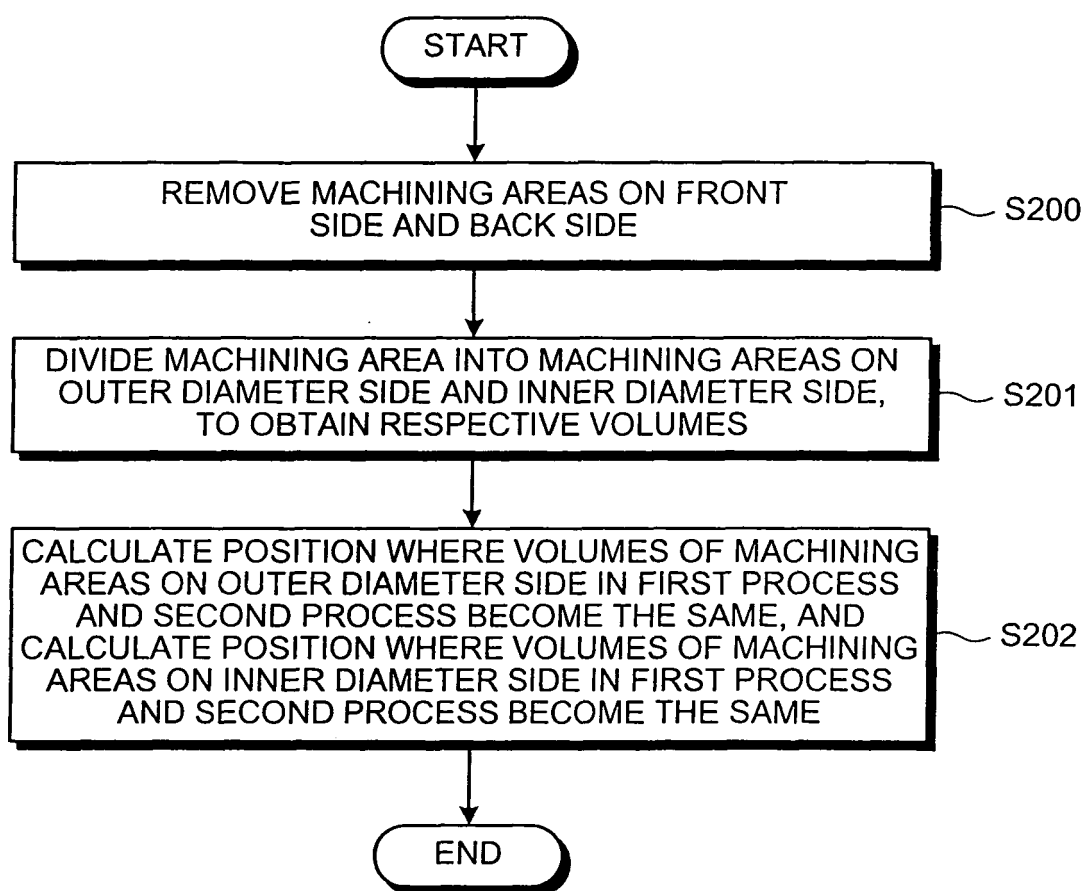 START
REMOVE MACHINING AREAS ON FRONT
SIDE AND BACK SIDE
S200
DIVIDE MACHINING AREA INTO MACHINING AREAS ON
OUTER DIAMETER SIDE AND INNER DIAMETER SIDE,
TO OBTAIN RESPECTIVE VOLUMES
S201
CALCULATE POSITION WHERE VOLUMES OF MACHINING
AREAS ON OUTER DIAMETER SIDE IN FIRST PROCESS
AND SECOND PROCESS BECOME THE SAME, AND
CALCULATE POSITION WHERE VOLUMES OF MACHINING
AREAS ON INNER DIAMETER SIDE IN FIRST PROCESS
AND SECOND PROCESS BECOME THE SAME
S202
END